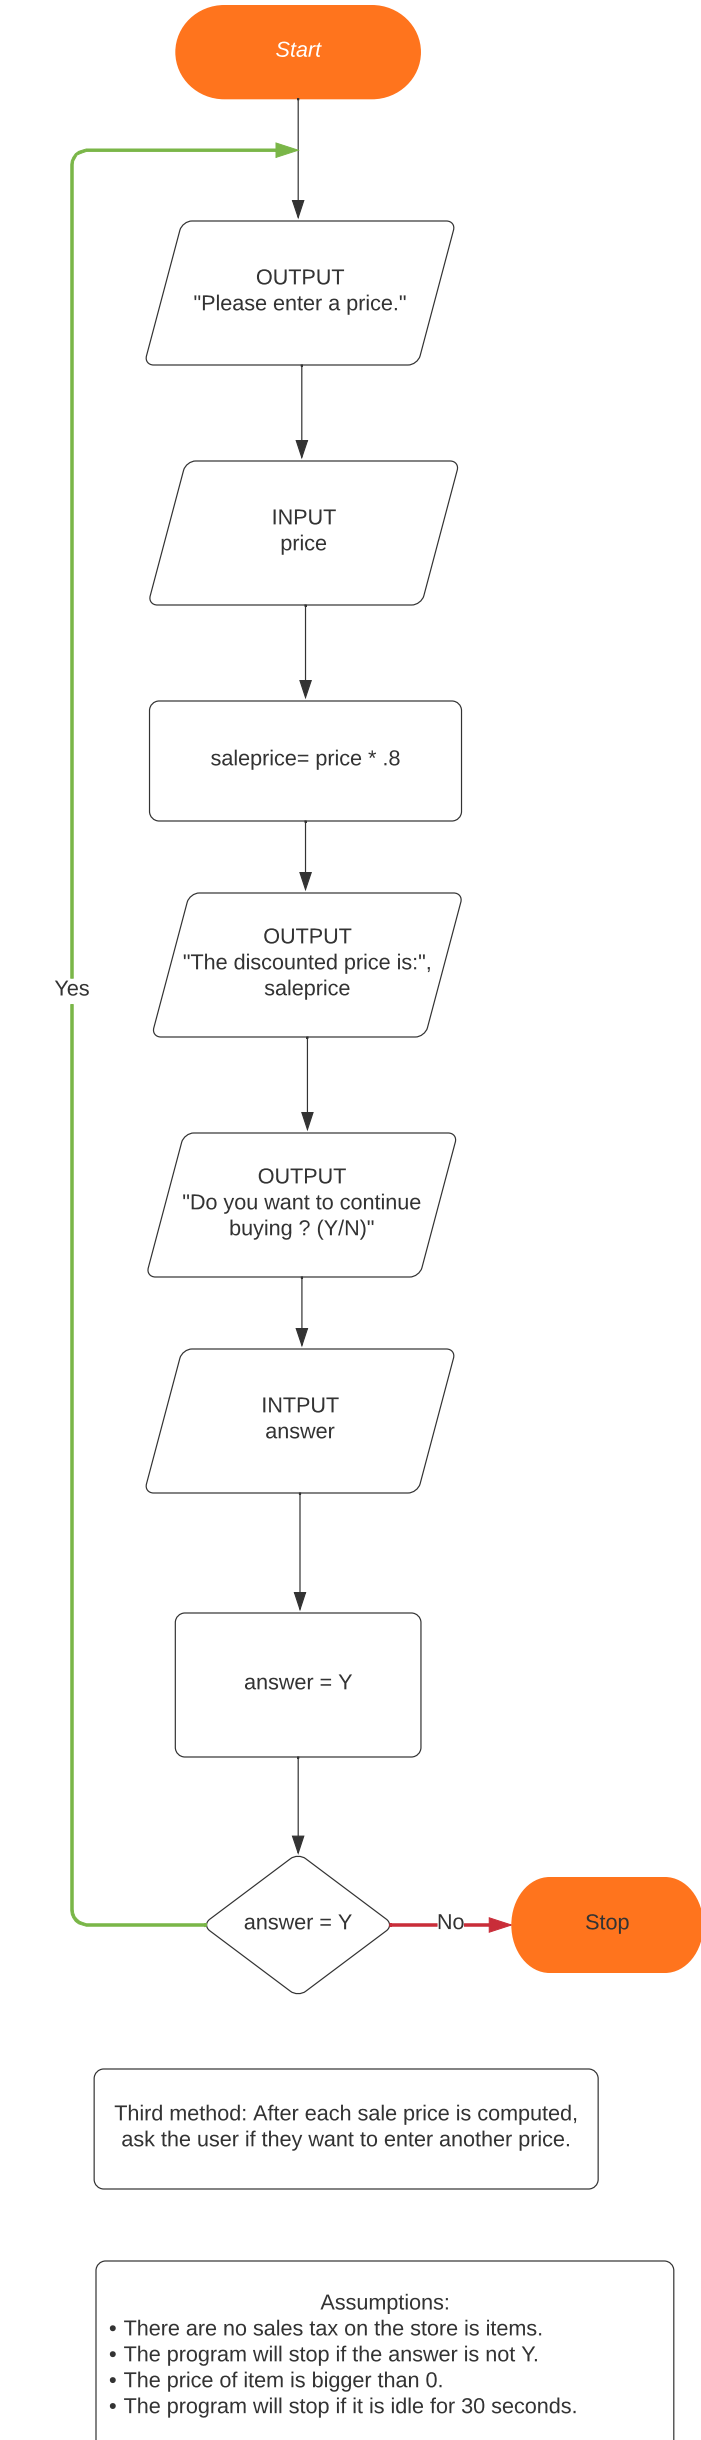 Start
OUTPUT
"Please enter a price."
INPUT
price
saleprice= price * .8
OUTPUT
"The discounted price is:",
saleprice
Yes
OUTPUT
"Do you want to continue
buying ? (Y/N)"
INTPUT
answer
answer = Y
answer = Y
No
Stop
Third method: After each sale price is computed,
ask the user if they want to enter another price.
Assumptions:
• There are no sales tax on the store is items.
• The program will stop if the answer is not Y.
• The price of item is bigger than 0.
• The program will stop if it is idle for 30 seconds.